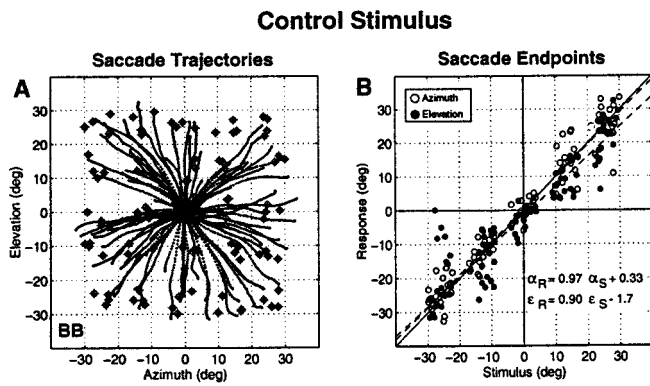 Control Stimulus
Saccade Trajectories
A
30
20
10
0
−10
−20
−30
Elevation (deg)
BB
−30 −20 −10 0 10 20 30
Azimuth (deg)
Saccade Endpoints
B
Azimuth
Elevation
30
20
10
0
−10
−20
−30
Response (deg)
αR = 0.97 αS + 0.33
εR = 0.90 εS - 1.7
−30 −20 −10 0 10 20 30
Stimulus (deg)